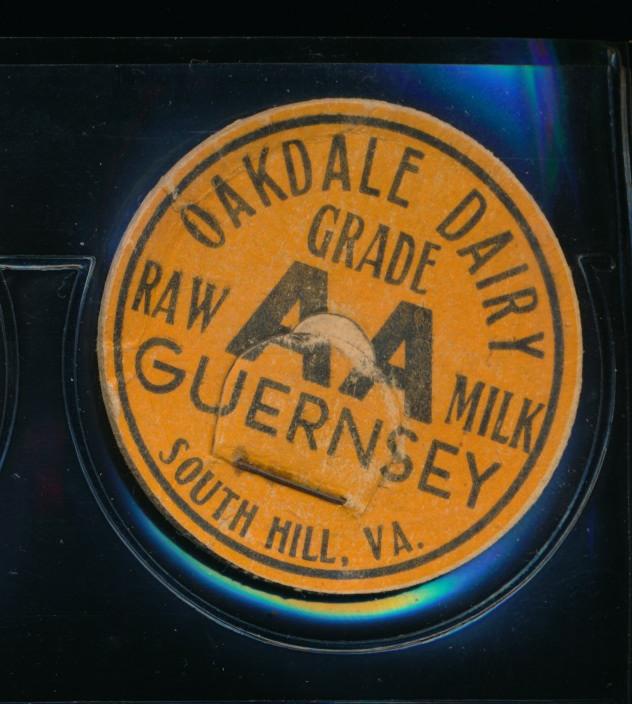 OAKDALE DAIRY
GRADE
RAW AA MILK
GUERNSEY
SOUTH HILL, VA.